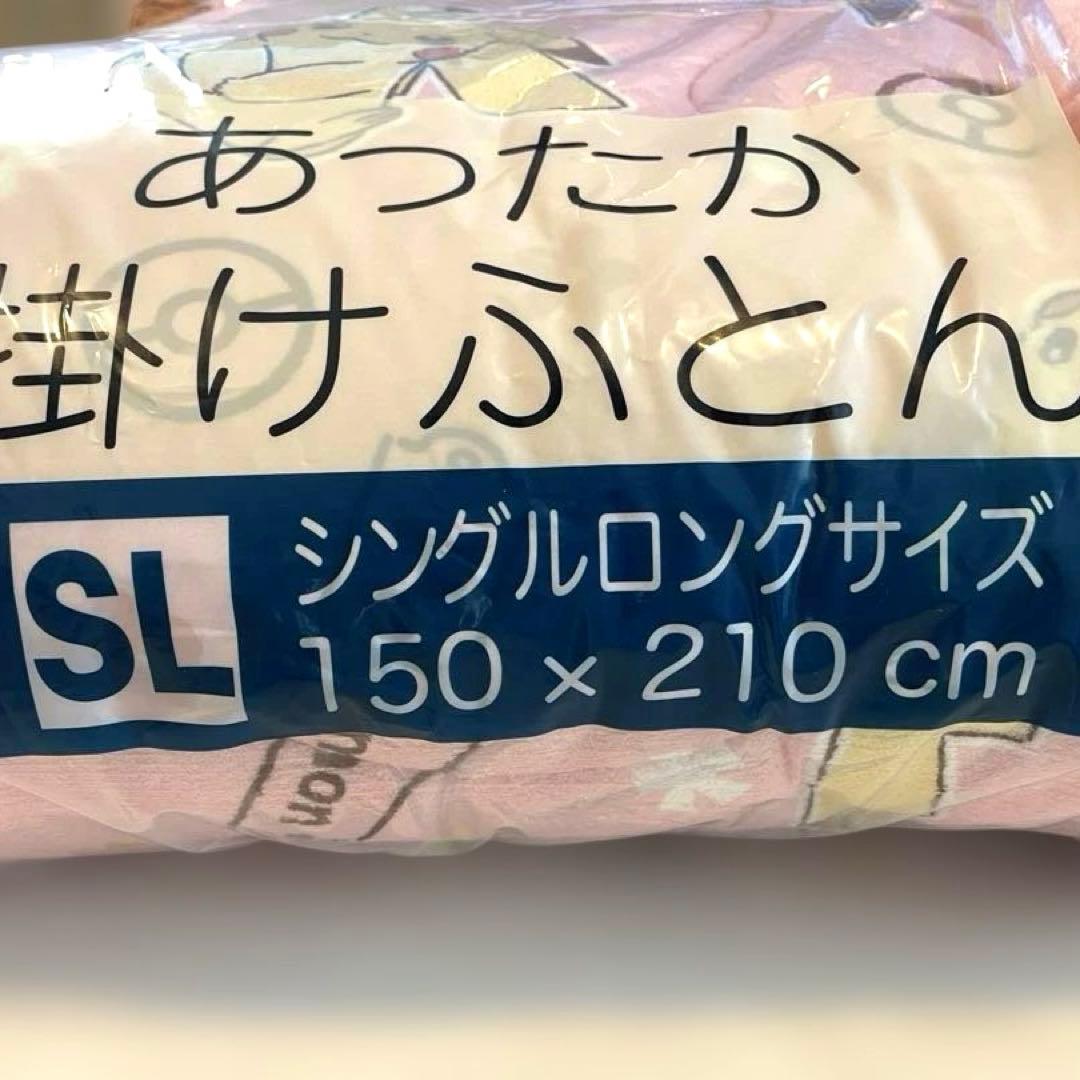 あったか
掛けふとん
SL
シングルロングサイズ
150 × 210 cm
mon